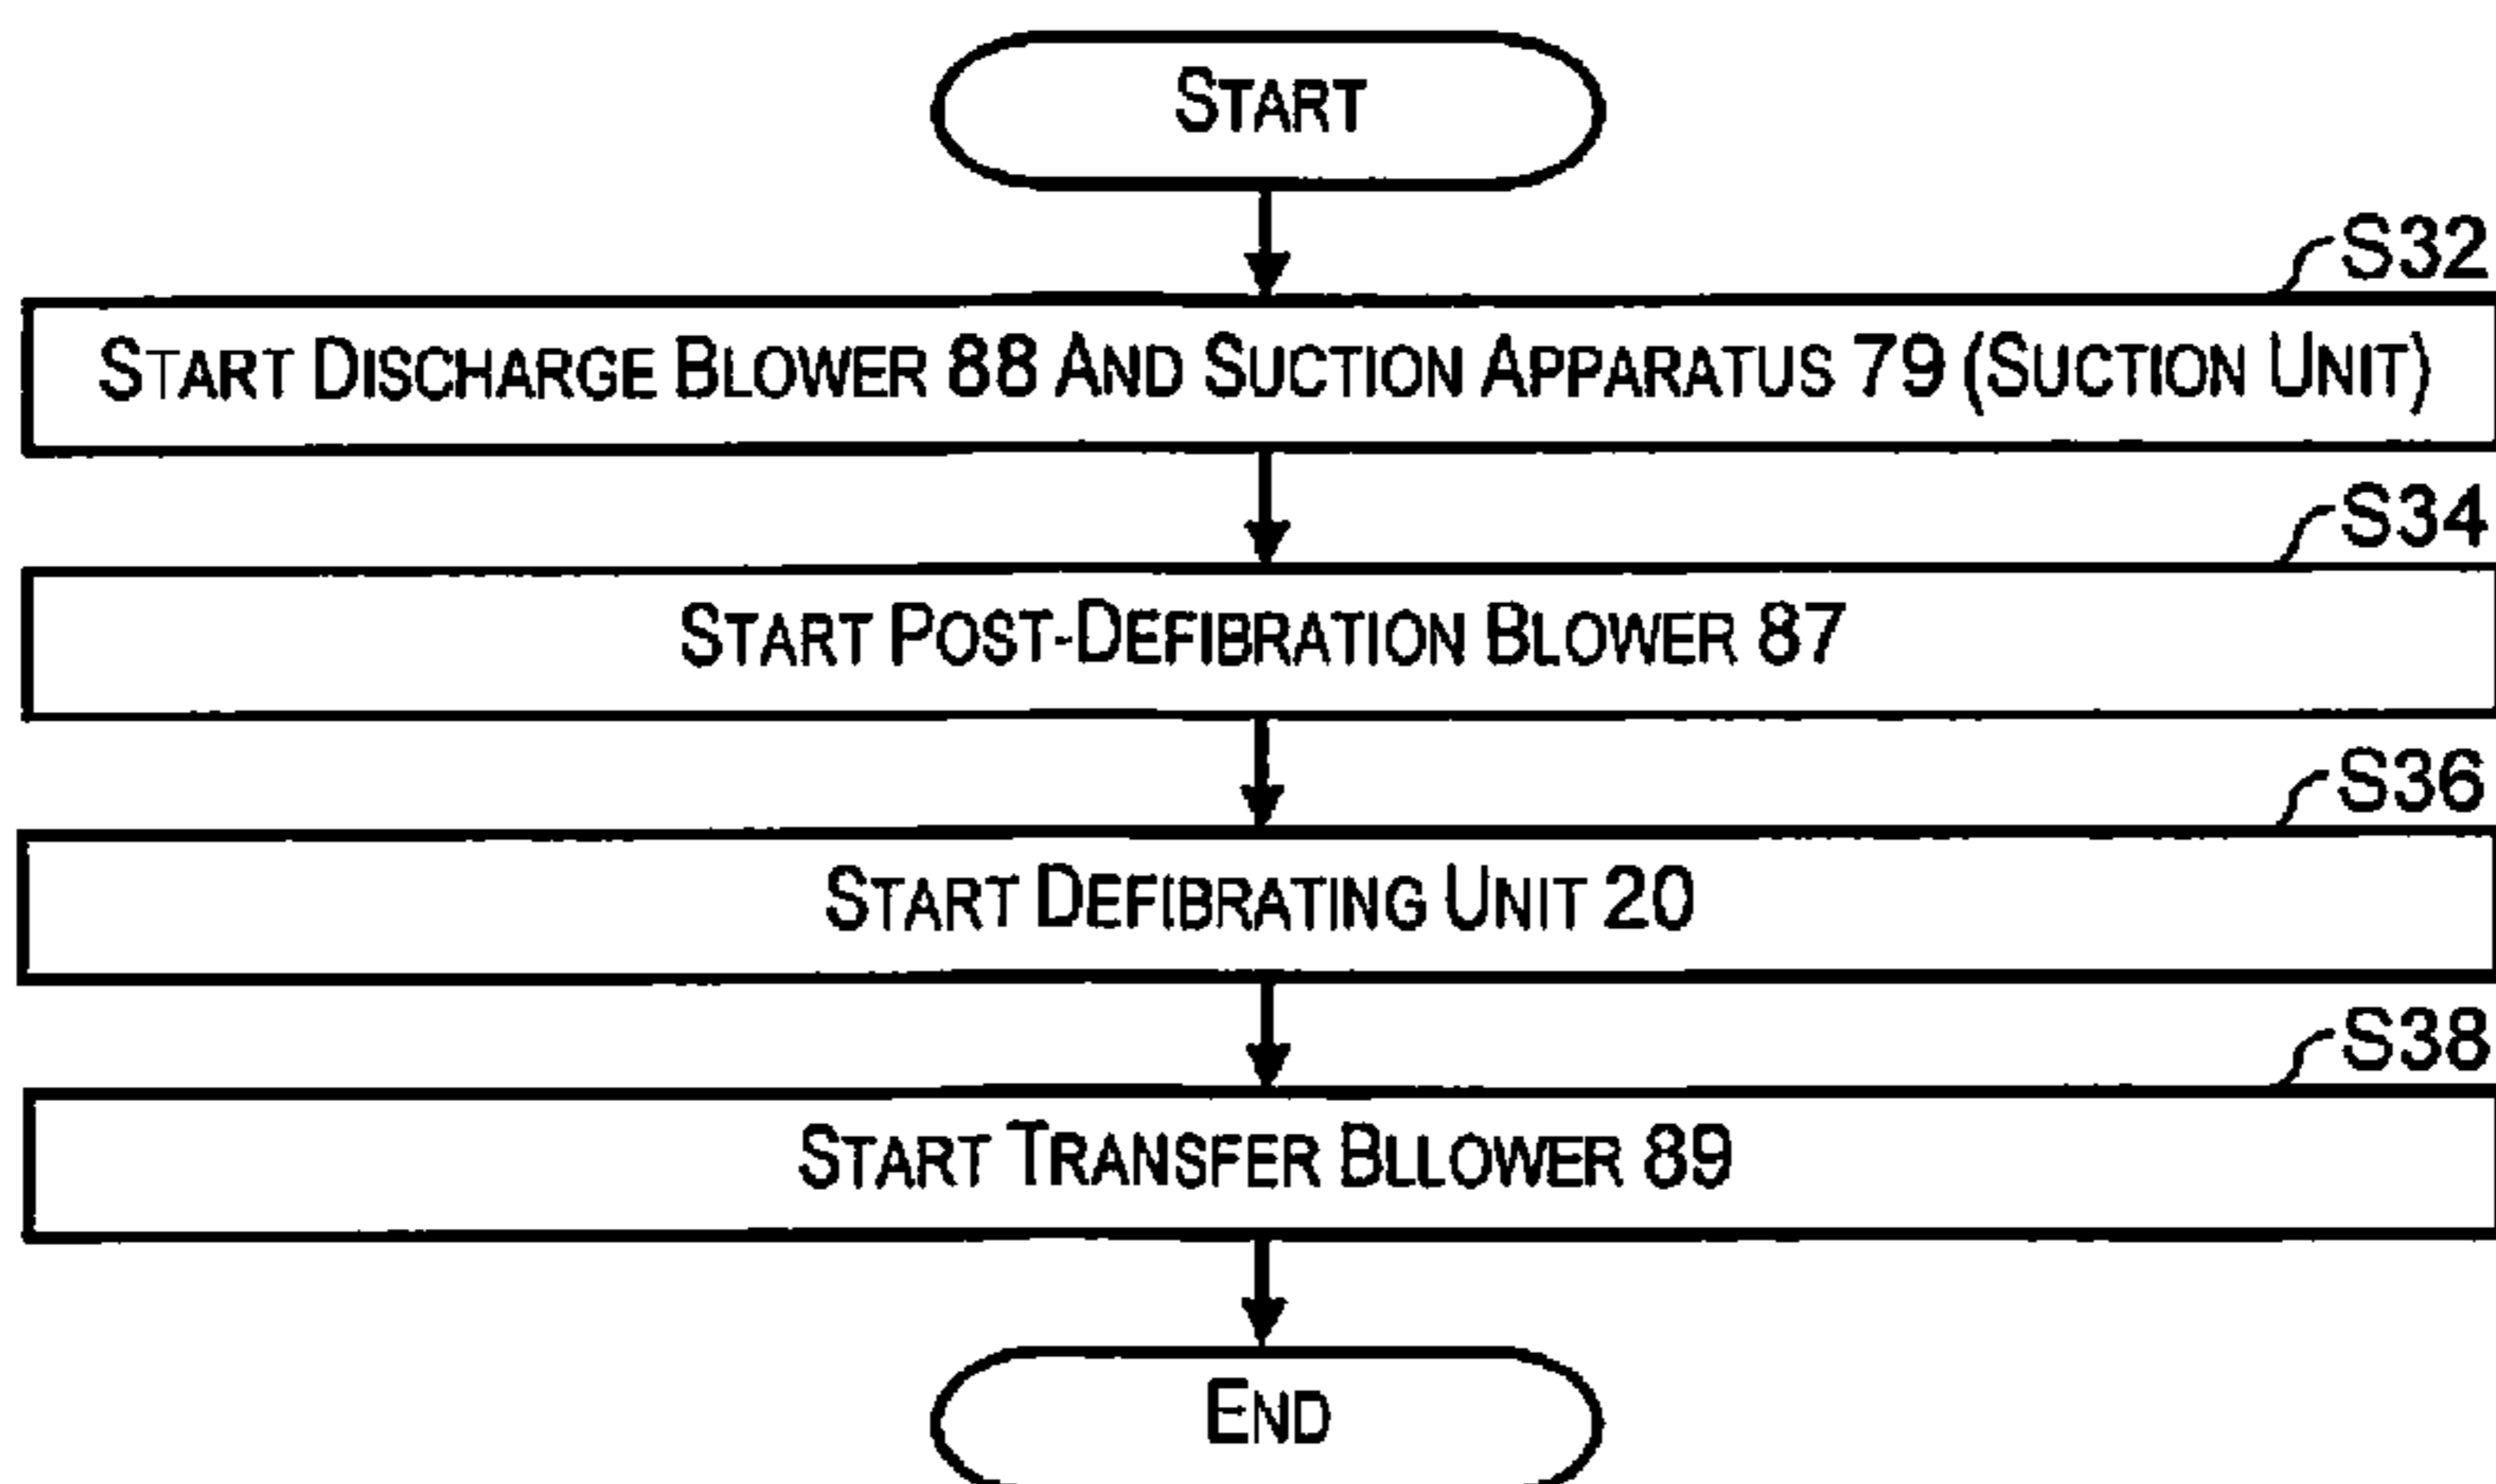 START
S32
START DISCHARGE BLOWER 88 AND SUCTION APPARATUS 79 (SUCTION UNIT)
S34
START POST-DEFIBRATION BLOWER 87
S36
START DEFIBRATING UNIT 20
S38
START TRANSFER BLLOWER 89
END